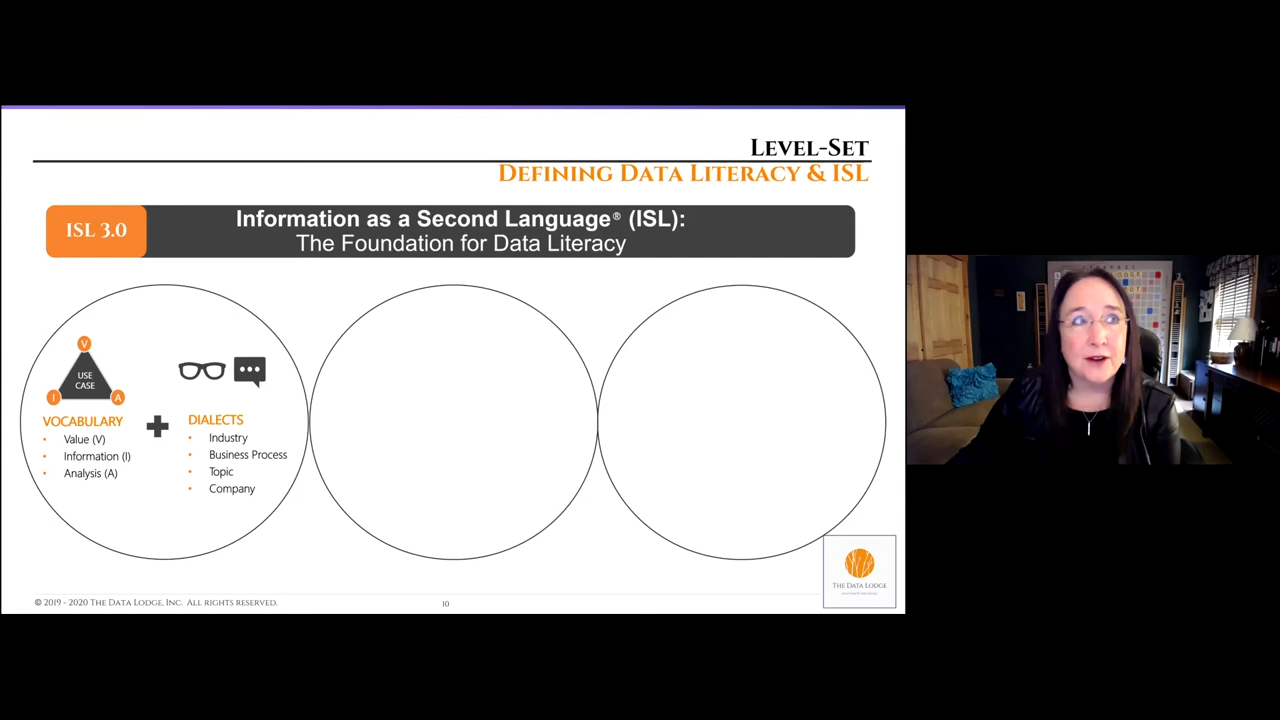 Level-Set
Defining Data Literacy & ISL
ISL 3.0
Information as a Second Language® (ISL):
The Foundation for Data Literacy
V
USE
CASE
I
A
VOCABULARY
• Value (V)
• Information (I)
• Analysis (A)
DIALECTS
• Industry
• Business Process
• Topic
• Company
The Data Lodge
© 2019 - 2020 The Data Lodge, Inc. All rights reserved.
10